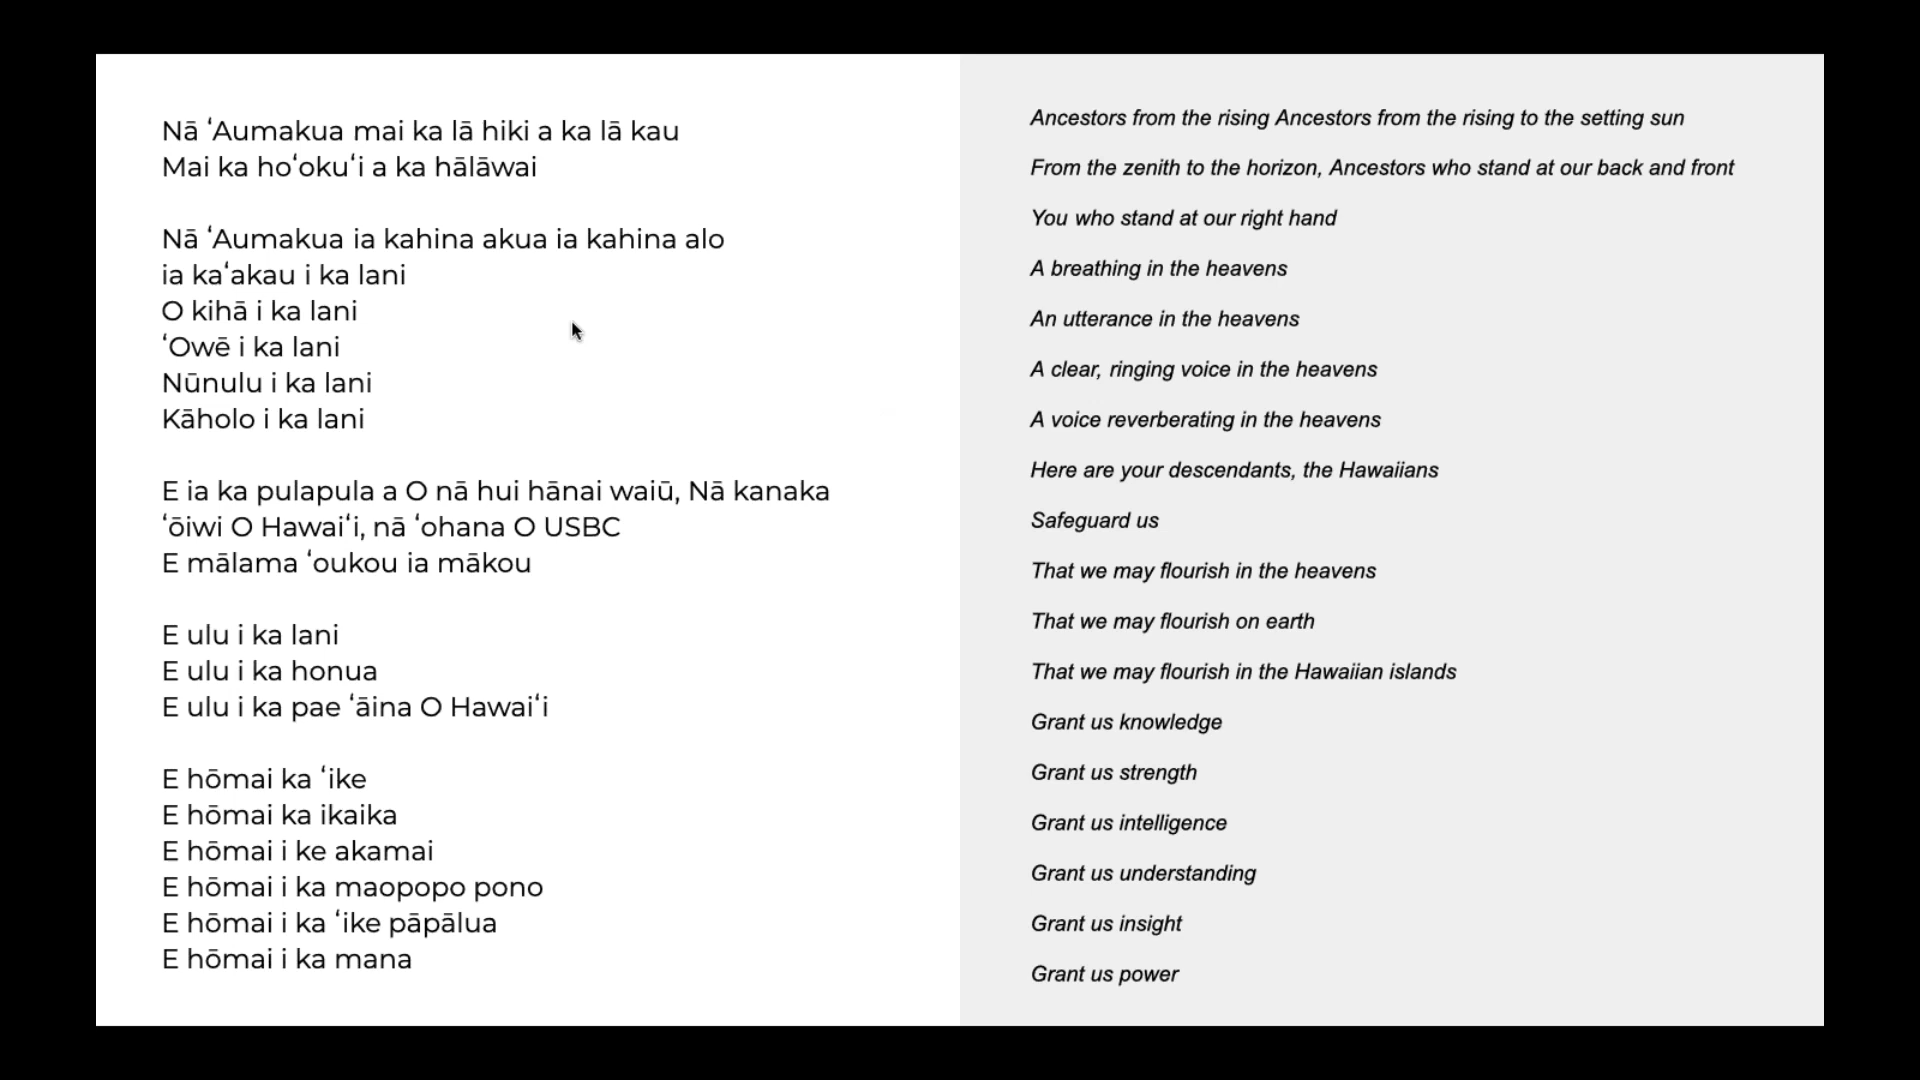 Nā ʻAumakua mai ka lā hiki a ka lā kau
Mai ka hoʻokuʻi a ka hālāwai
Nā ʻAumakua ia kahina akua ia kahina alo
ia kaʻakau i ka lani
O kihā i ka lani
ʻOwē i ka lani
Nūnulu i ka lani
Kāholo i ka lani
E ia ka pulapula a O nā hui hānai waiū, Nā kanaka
ʻōiwi O Hawaiʻi, nā ʻohana O USBC
E mālama ʻoukou ia mākou
E ulu i ka lani
E ulu i ka honua
E ulu i ka pae ʻāina O Hawaiʻi
E hōmai ka ʻike
E hōmai ka ikaika
E hōmai i ke akamai
E hōmai i ka maopopo pono
E hōmai i ka ʻike pāpālua
E hōmai i ka mana
Ancestors from the rising Ancestors from the rising to the setting sun
From the zenith to the horizon, Ancestors who stand at our back and front
You who stand at our right hand
A breathing in the heavens
An utterance in the heavens
A clear, ringing voice in the heavens
A voice reverberating in the heavens
Here are your descendants, the Hawaiians
Safeguard us
That we may flourish in the heavens
That we may flourish on earth
That we may flourish in the Hawaiian islands
Grant us knowledge
Grant us strength
Grant us intelligence
Grant us understanding
Grant us insight
Grant us power